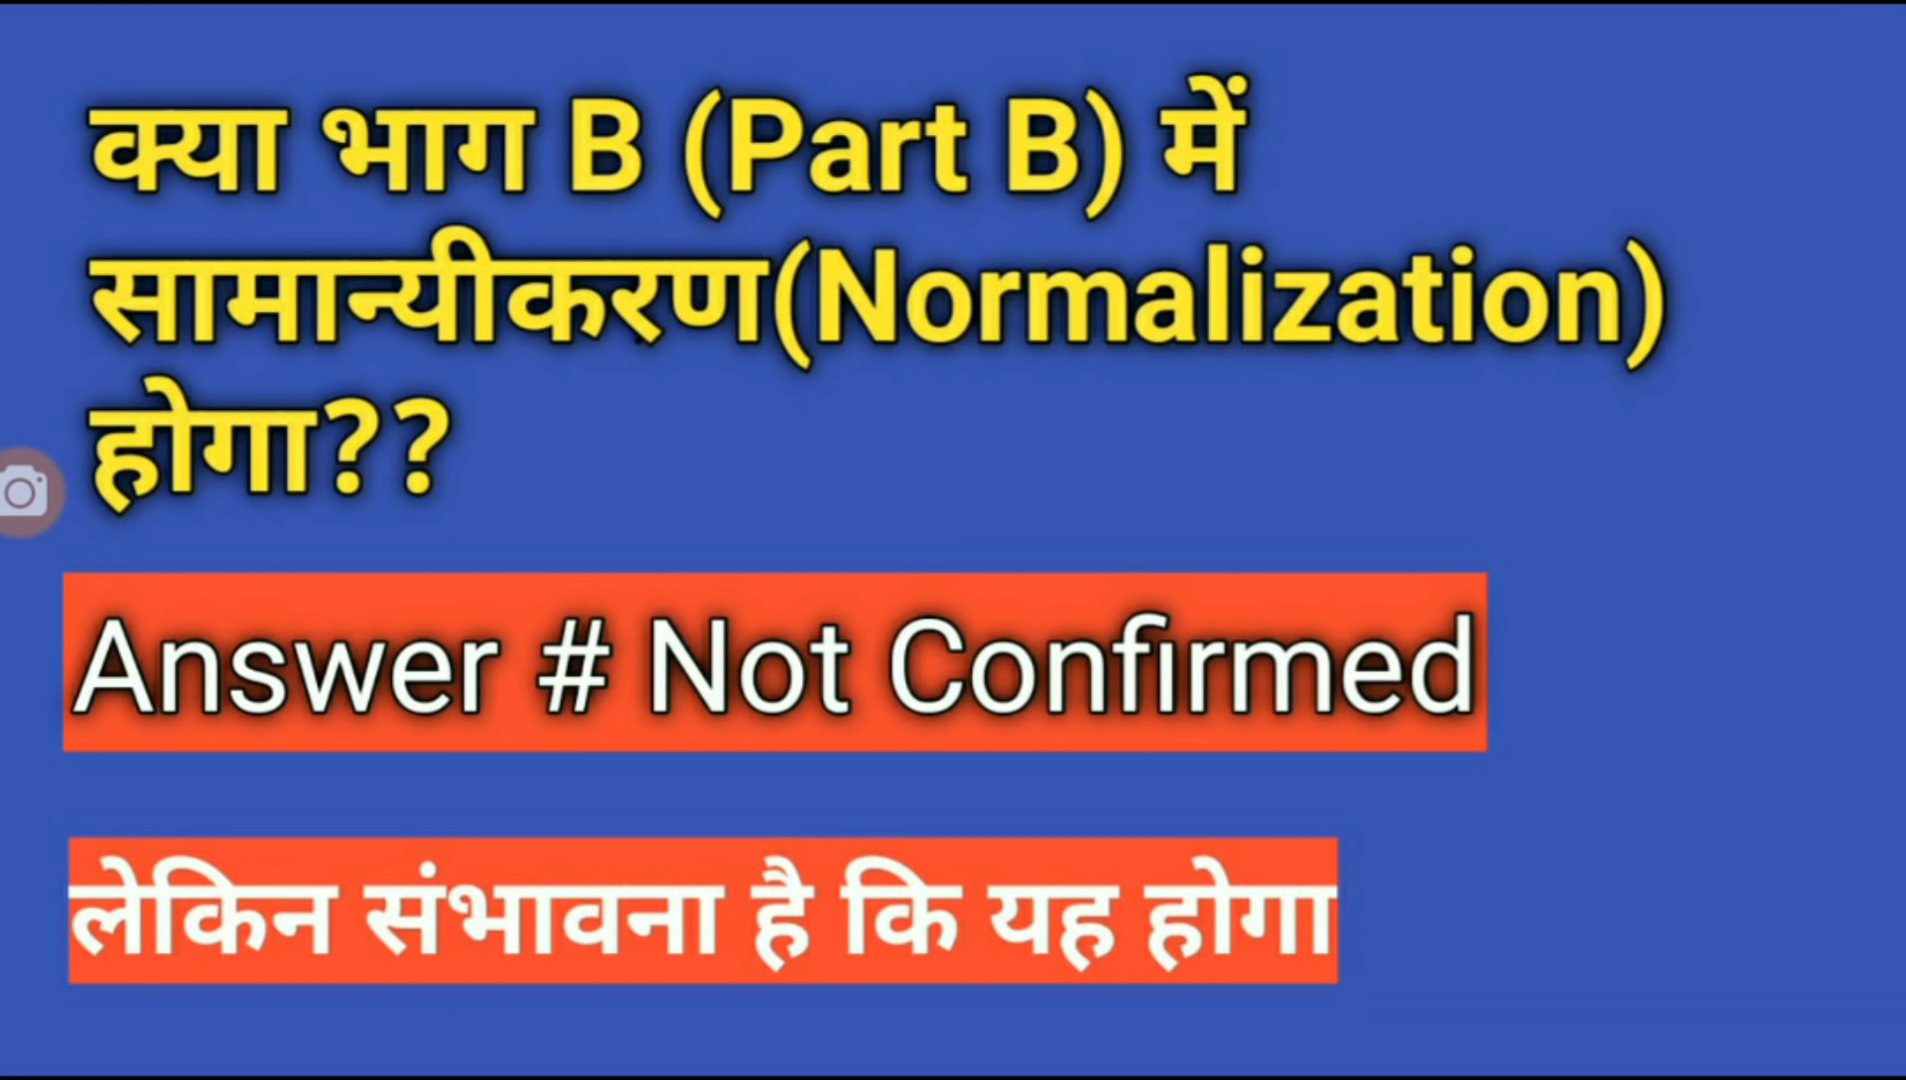 क्या भाग B (Part B) में
सामान्यीकरण(Normalization)
होगा??
Answer # Not Confirmed
लेकिन संभावना है कि यह होगा